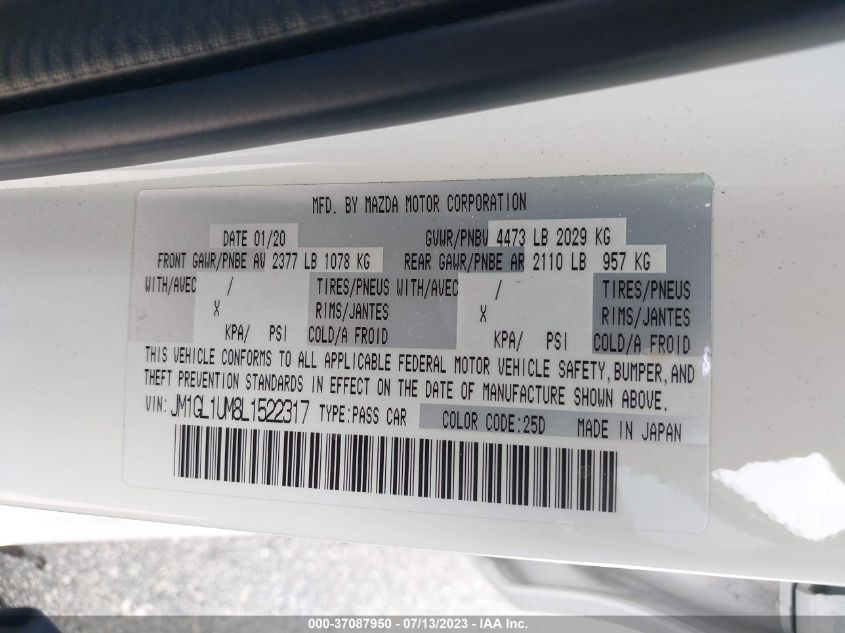 MFD. BY MAZDA MOTOR CORPORATION
DATE 01/20 GVWR/PNBV 4473 LB 2029 KG
FRONT GAWR/PNBE AV 2377 LB 1078 KG REAR GAWR/PNBE AR 2110 LB 957 KG
WITH/AVEC / TIRES/PNEUS WITH/AVEC / TIRES/PNEUS
X RIMS/JANTES X RIMS/JANTES
KPA/ PSI COLD/A FROID KPA/ PSI COLD/A FROID
THIS VEHICLE CONFORMS TO ALL APPLICABLE FEDERAL MOTOR VEHICLE SAFETY, BUMPER, AND
THEFT PREVENTION STANDARDS IN EFFECT ON THE DATE OF MANUFACTURE SHOWN ABOVE.
VIN: JM1GL1UM8L1522317 TYPE:PASS CAR COLOR CODE:25D MADE IN JAPAN
000-37087950 - 07/13/2023 - IAA Inc.